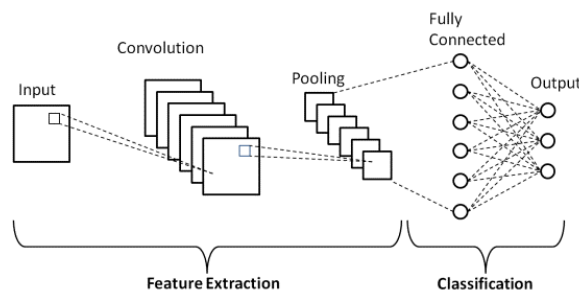 Fully
Connected
Convolution
Pooling
Input
Output
Feature Extraction
Classification